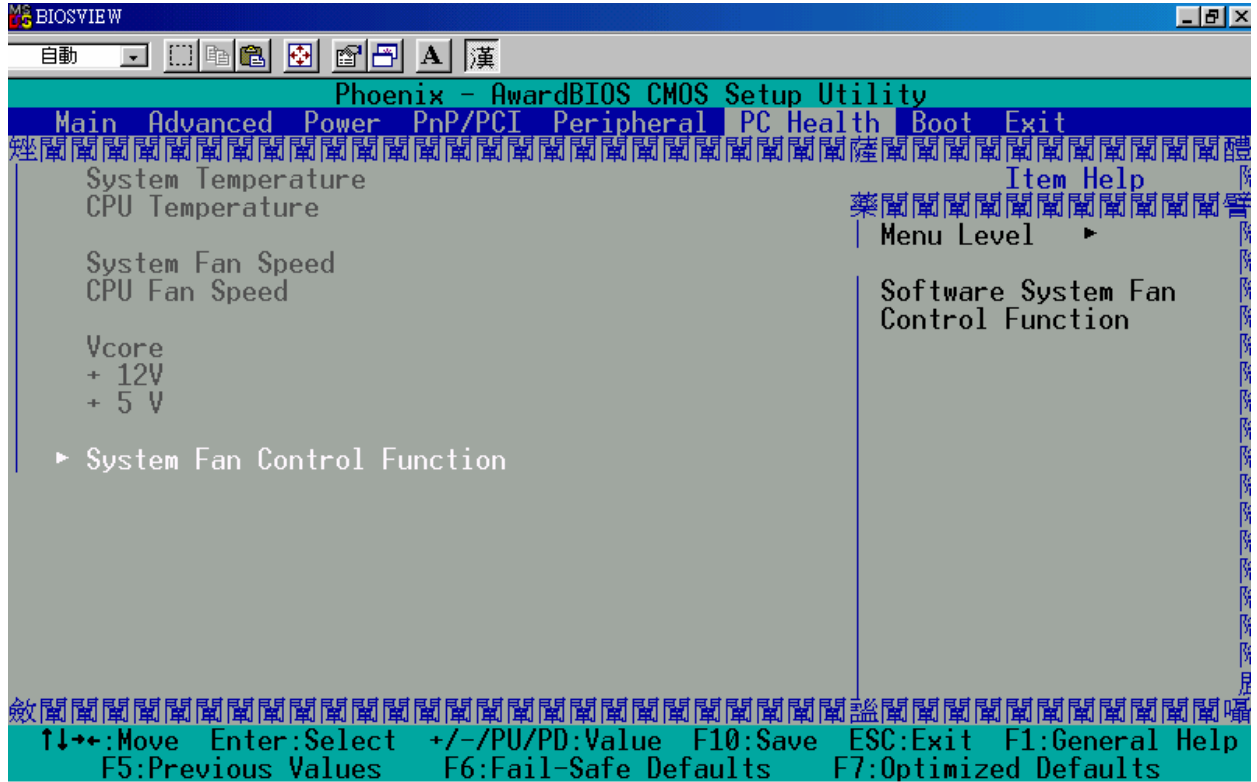 BIOSVIEW
自動
A 漢
Phoenix - AwardBIOS CMOS Setup Utility
Main Advanced Power PnP/PCI Peripheral PC Health Boot Exit
System Temperature
CPU Temperature
System Fan Speed
CPU Fan Speed
Vcore
+ 12V
+ 5 V
► System Fan Control Function
Item Help
Menu Level ►
Software System Fan
Control Function
↑↓→←:Move Enter:Select +/-/PU/PD:Value F10:Save ESC:Exit F1:General Help
F5:Previous Values F6:Fail-Safe Defaults F7:Optimized Defaults